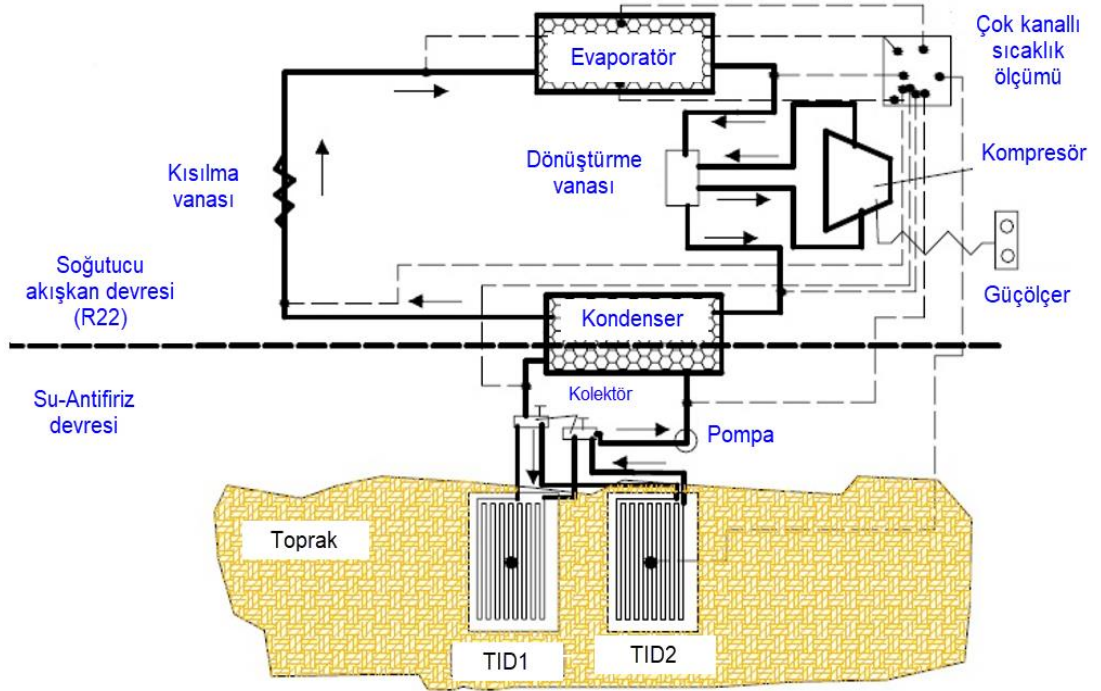 Evaporatör
Çok kanallı
sıcaklık
ölçümü
Kısılma
vanası
Dönüştürme
vanası
Kompresör
Soğutucu
akışkan devresi
(R22)
Güçölçer
Kondenser
Su-Antifiriz
devresi
Kolektör
Pompa
Toprak
TID1
TID2